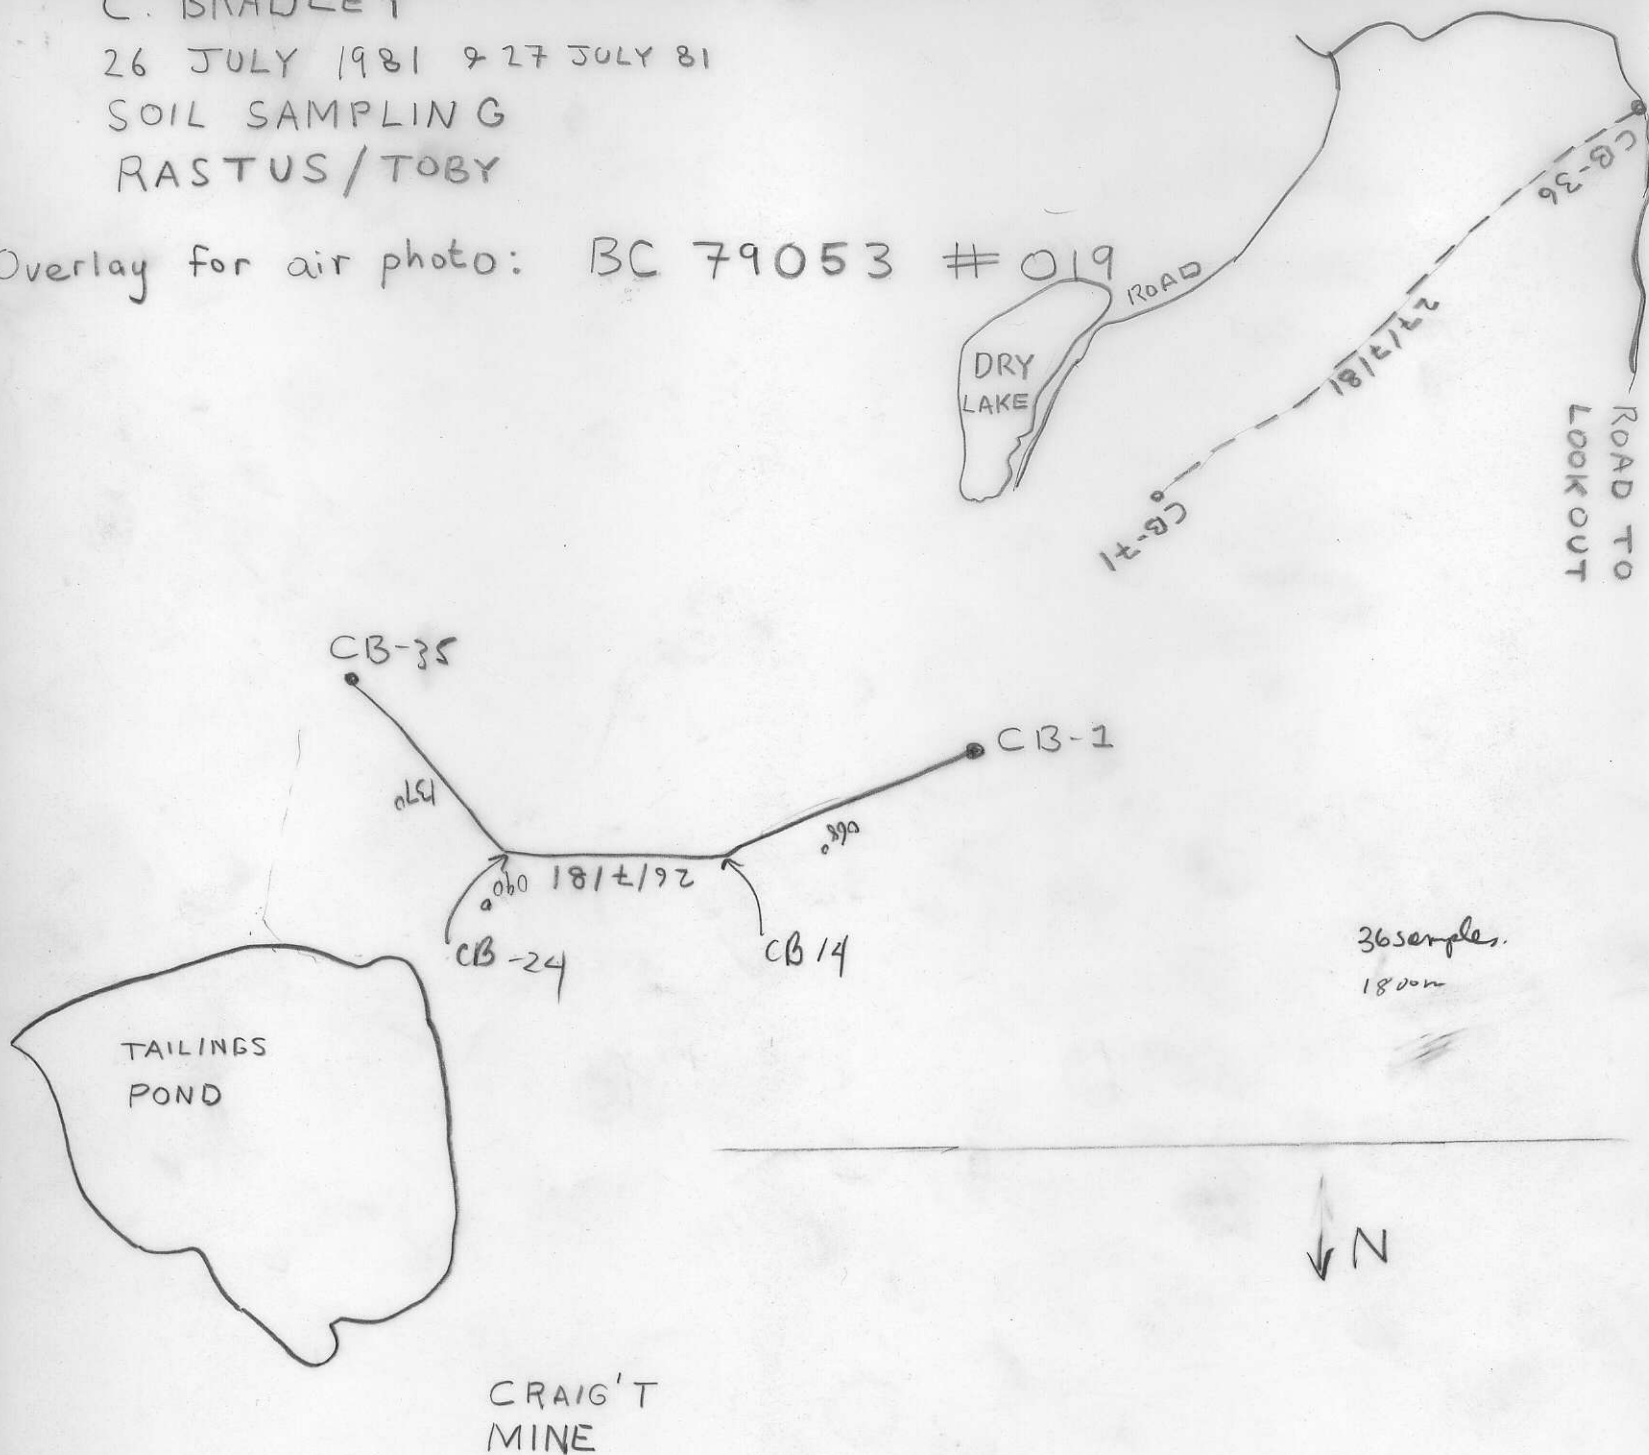 C. BRADLEY
26 JULY 1981 & 27 JULY 81
SOIL SAMPLING
RASTUS/TOBY
Overlay for air photo: BC 79053 # 019
ROAD
DRY
LAKE
CB-36
27/7/81
CB-71
ROAD TO
LOOKOUT
CB-35
CB-1
137°
068°
090°
26/7/81
CB-24
CB 14
36 samples.
1800m
TAILINGS
POND
N
CRAIG'T
MINE